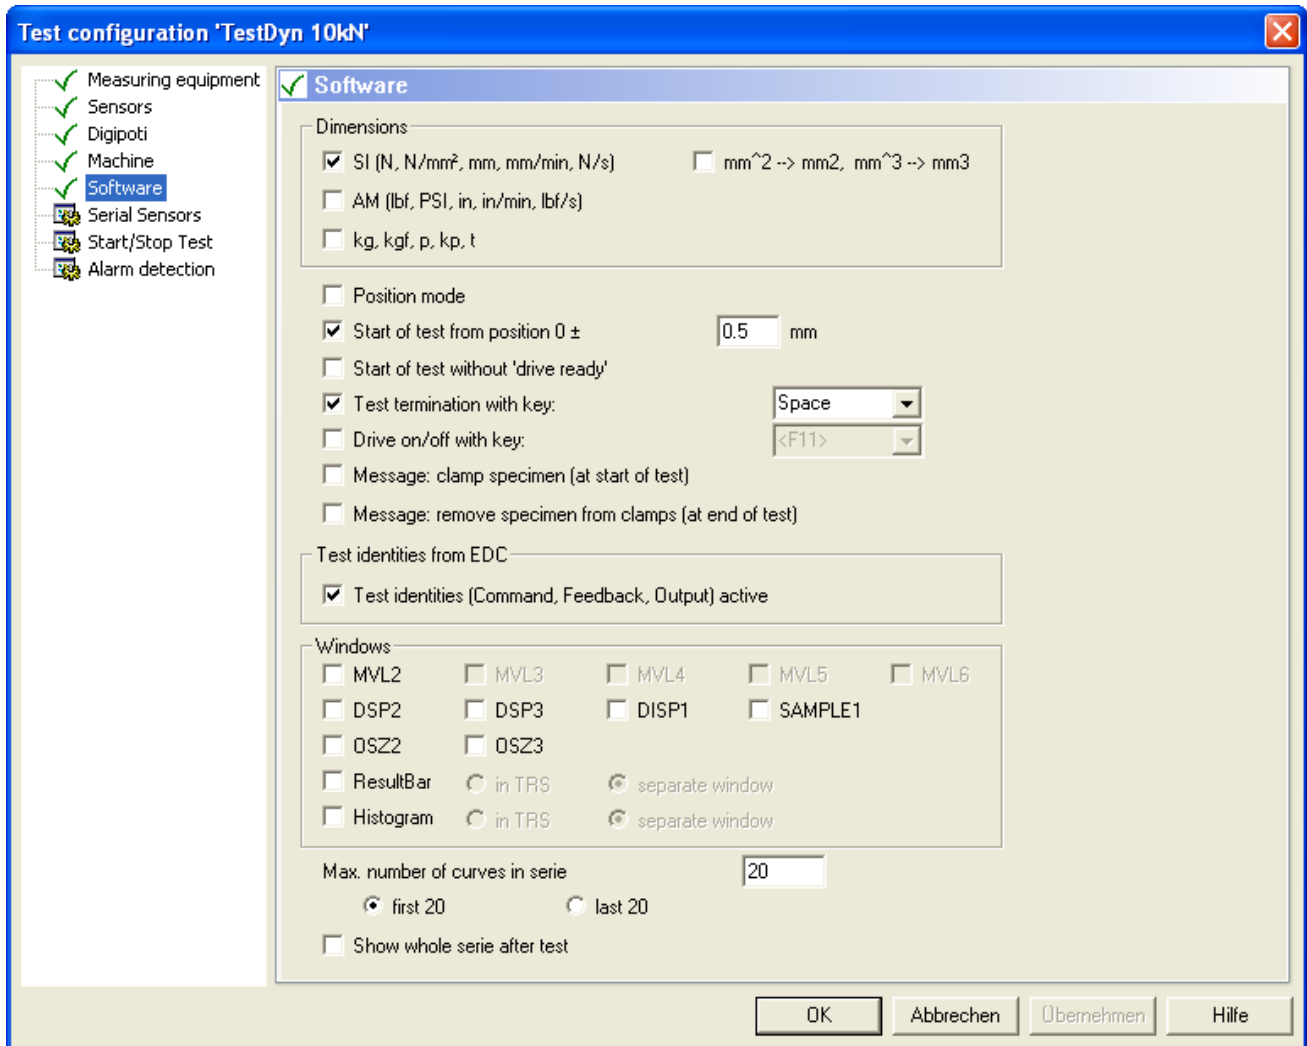 Test configuration 'TestDyn 10kN'
Measuring equipment
Sensors
Digipoti
Machine
Software
Serial Sensors
Start/Stop Test
Alarm detection
Software
Dimensions
SI (N, N/mm², mm, mm/min, N/s) mm^2 --> mm2, mm^3 --> mm3
AM (lbf, PSI, in, in/min, lbf/s)
kg, kgf, p, kp, t
Position mode
Start of test from position 0 ± 0.5 mm
Start of test without 'drive ready'
Test termination with key: Space
Drive on/off with key: <F11>
Message: clamp specimen (at start of test)
Message: remove specimen from clamps (at end of test)
Test identities from EDC
Test identities (Command, Feedback, Output) active
Windows
MVL2 MVL3 MVL4 MVL5 MVL6
DSP2 DSP3 DISP1 SAMPLE1
OSZ2 OSZ3
ResultBar in TRS separate window
Histogram in TRS separate window
Max. number of curves in serie 20
first 20 last 20
Show whole serie after test
OK Abbrechen Übernehmen Hilfe